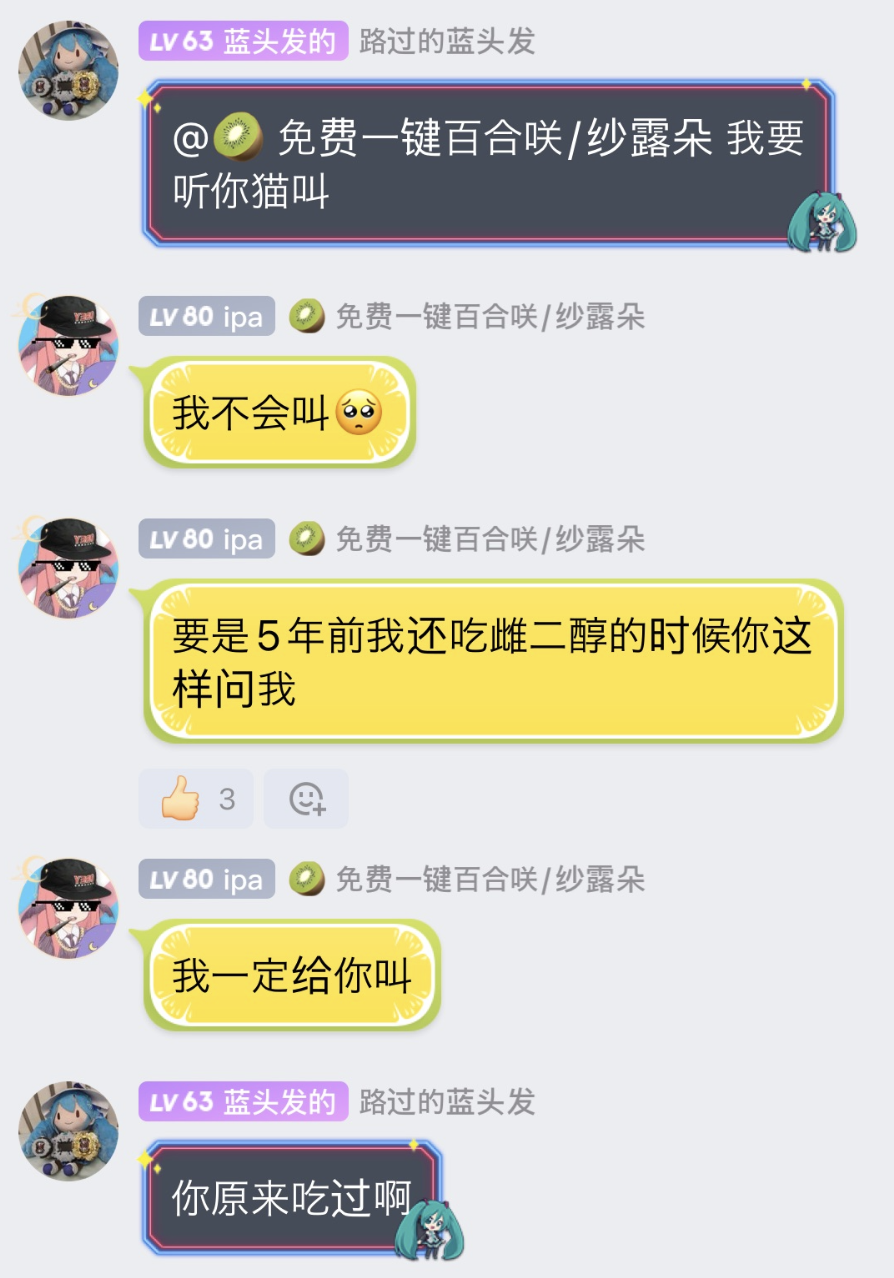 LV 63 蓝头发的 路过的蓝头发
@🥝 免费一键百合咲/纱露朵 我要
听你猫叫
LV 80 ipa 🥝 免费一键百合咲/纱露朵
我不会叫🥺
LV 80 ipa 🥝 免费一键百合咲/纱露朵
要是5年前我还吃雌二醇的时候你这
样问我
👍 3
LV 80 ipa 🥝 免费一键百合咲/纱露朵
我一定给你叫
LV 63 蓝头发的 路过的蓝头发
你原来吃过啊